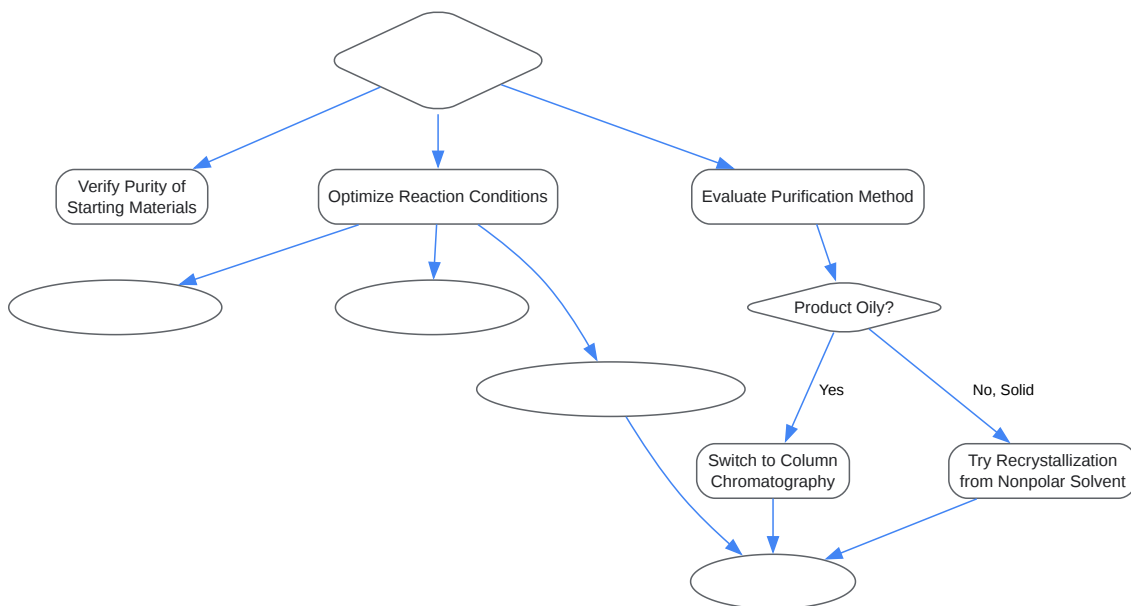 Verify Purity of
Starting Materials
Optimize Reaction Conditions
Evaluate Purification Method
Product Oily?
Yes
No, Solid
Switch to Column
Chromatography
Try Recrystallization
from Nonpolar Solvent